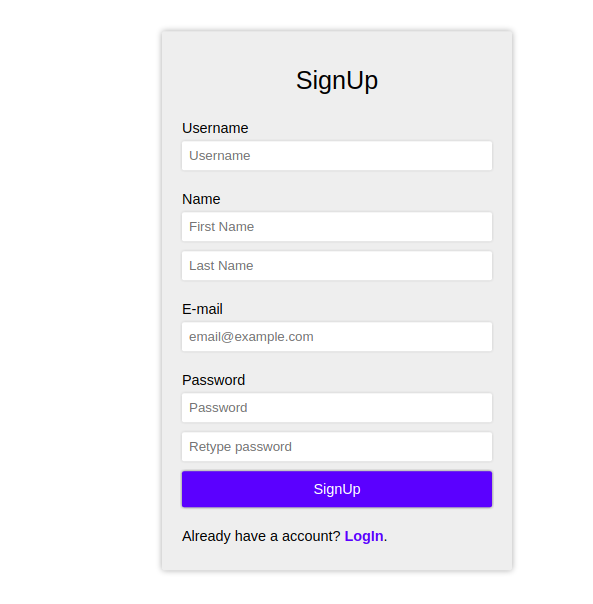 SignUp
Username
Username
Name
First Name
Last Name
E-mail
email@example.com
Password
Password
Retype password
SignUp
Already have a account? LogIn.